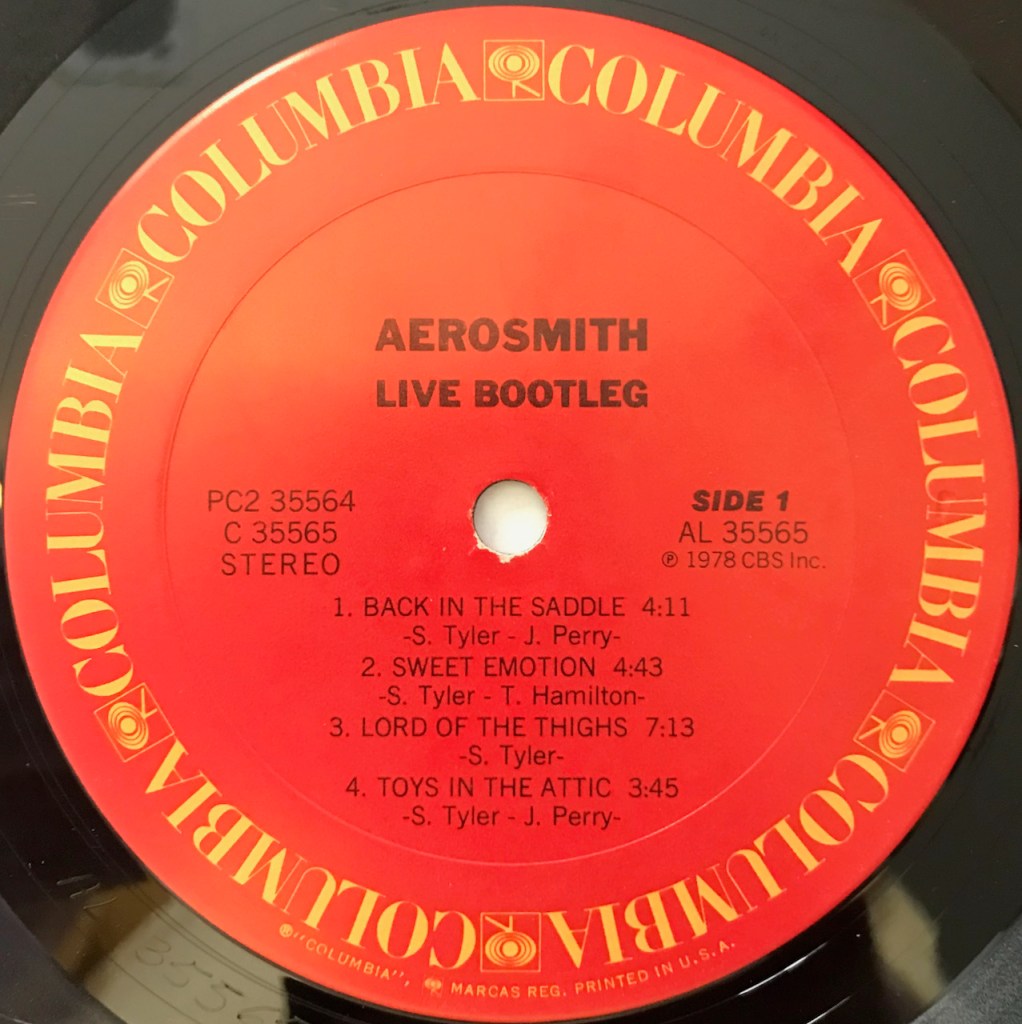 COLUMBIA COLUMBIA COLUMBIA COLUMBIA COLUMBIA COLUMBIA
AEROSMITH
LIVE BOOTLEG
PC2 35564
C 35565
STEREO
SIDE 1
AL 35565
℗ 1978 CBS Inc.
1. BACK IN THE SADDLE 4:11
-S. Tyler - J. Perry-
2. SWEET EMOTION 4:43
-S. Tyler - T. Hamilton-
3. LORD OF THE THIGHS 7:13
-S. Tyler-
4. TOYS IN THE ATTIC 3:45
-S. Tyler - J. Perry-
®"COLUMBIA", MARCAS REG. PRINTED IN U.S.A.